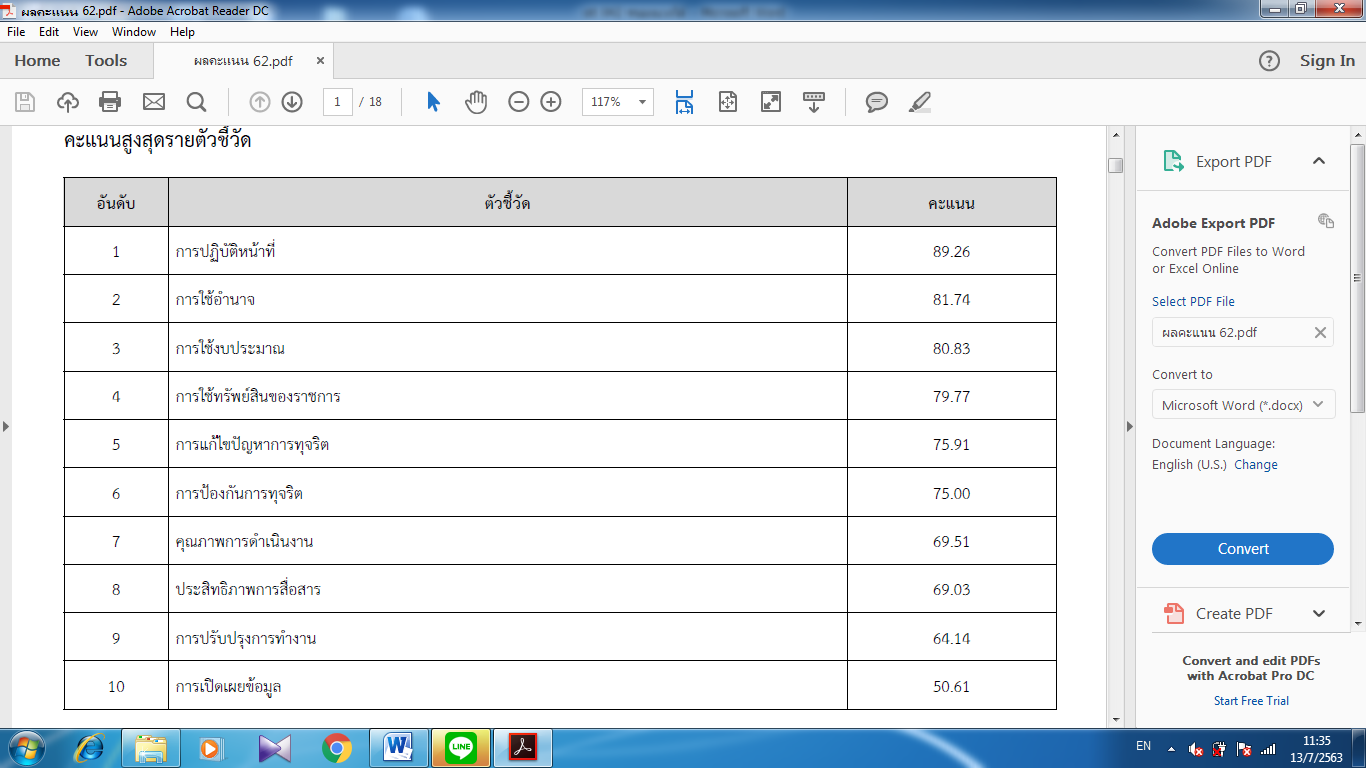 ผลคะแนน 62.pdf - Adobe Acrobat Reader DC
File Edit View Window Help
Home Tools ผลคะแนน 62.pdf × Sign In
1 / 18 117%
คะแนนสูงสุดรายตัวชี้วัด
อันดับ ตัวชี้วัด คะแนน
1 การปฏิบัติหน้าที่ 89.26
2 การใช้อำนาจ 81.74
3 การใช้งบประมาณ 80.83
4 การใช้ทรัพย์สินของราชการ 79.77
5 การแก้ไขปัญหาการทุจริต 75.91
6 การป้องกันการทุจริต 75.00
7 คุณภาพการดำเนินงาน 69.51
8 ประสิทธิภาพการสื่อสาร 69.03
9 การปรับปรุงการทำงาน 64.14
10 การเปิดเผยข้อมูล 50.61
Export PDF
Adobe Export PDF
Convert PDF Files to Word
or Excel Online
Select PDF File
ผลคะแนน 62.pdf
Convert to
Microsoft Word (*.docx)
Document Language:
English (U.S.) Change
Convert
Create PDF
Convert and edit PDFs
with Acrobat Pro DC
Start Free Trial
LINE
EN
11:35
13/7/2563